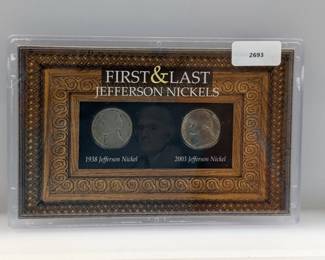 2693
FIRST & LAST
JEFFERSON NICKELS
1938 Jefferson Nickel
2003 Jefferson Nickel